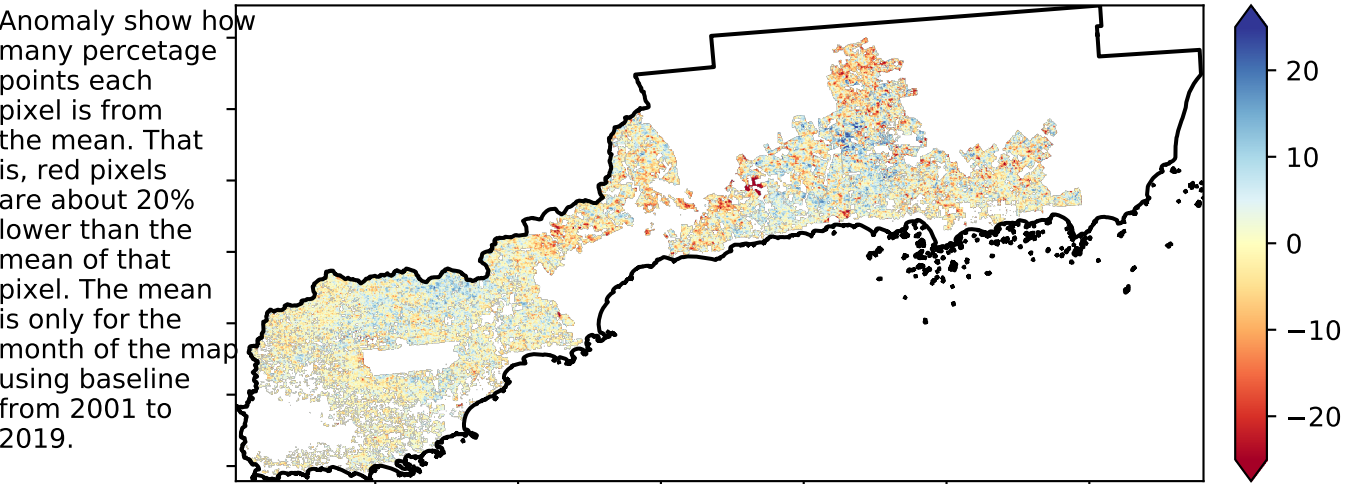 Anomaly show how
many percetage
points each
pixel is from
the mean. That
is, red pixels
are about 20%
lower than the
mean of that
pixel. The mean
is only for the
month of the map
using baseline
from 2001 to
2019.
20
10
0
−10
−20